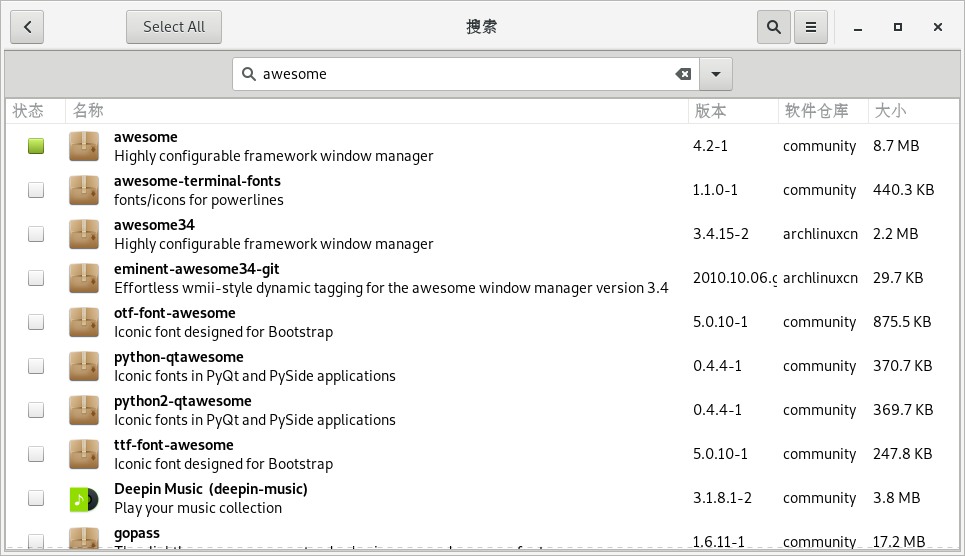 Select All 搜索
awesome
状态 名称 版本 软件仓库 大小
awesome
Highly configurable framework window manager
4.2-1 community 8.7 MB
awesome-terminal-fonts
fonts/icons for powerlines
1.1.0-1 community 440.3 KB
awesome34
Highly configurable framework window manager
3.4.15-2 archlinuxcn 2.2 MB
eminent-awesome34-git
Effortless wmii-style dynamic tagging for the awesome window manager version 3.4
2010.10.06.g archlinuxcn 29.7 KB
otf-font-awesome
Iconic font designed for Bootstrap
5.0.10-1 community 875.5 KB
python-qtawesome
Iconic fonts in PyQt and PySide applications
0.4.4-1 community 370.7 KB
python2-qtawesome
Iconic fonts in PyQt and PySide applications
0.4.4-1 community 369.7 KB
ttf-font-awesome
Iconic font designed for Bootstrap
5.0.10-1 community 247.8 KB
Deepin Music (deepin-music)
Play your music collection
3.1.8.1-2 community 3.8 MB
gopass
1.6.11-1 community 17.2 MB